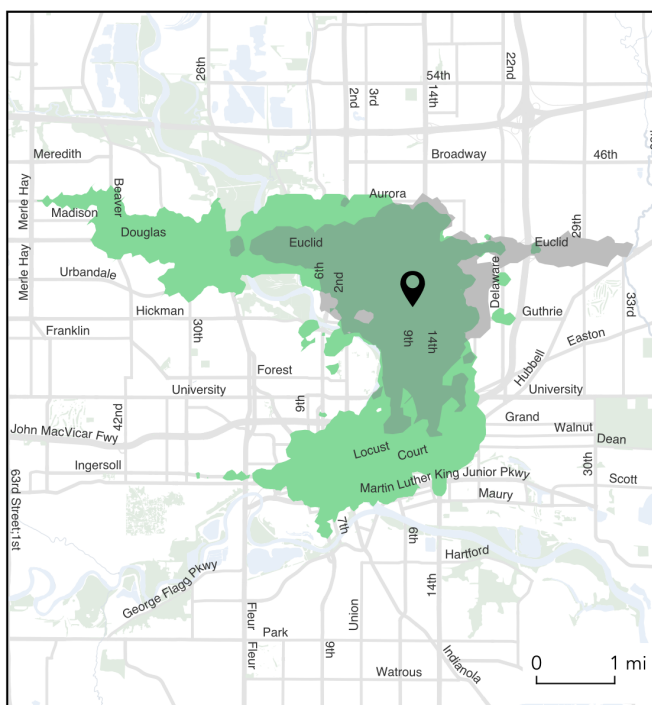 26th
22nd
54th
2nd
3rd
14th
Meredith
Broadway
46th
Merle Hay
Beaver
Aurora
Madison
Douglas
Euclid
Euclid
29th
Merle Hay
Urbandale
6th
2nd
Delaware
33rd
Hickman
Guthrie
Franklin
30th
9th
14th
Easton
Hubbell
Forest
University
University
42nd
9th
Grand
John MacVicar Fwy
Walnut
Dean
Locust
Court
Ingersoll
30th
Martin Luther King Junior Pkwy
Scott
63rd Street;1st
Maury
7th
6th
Hartford
George Flagg Pkwy
14th
Fleur
Union
Park
Fleur
9th
Indianola
Watrous
0
1 mi